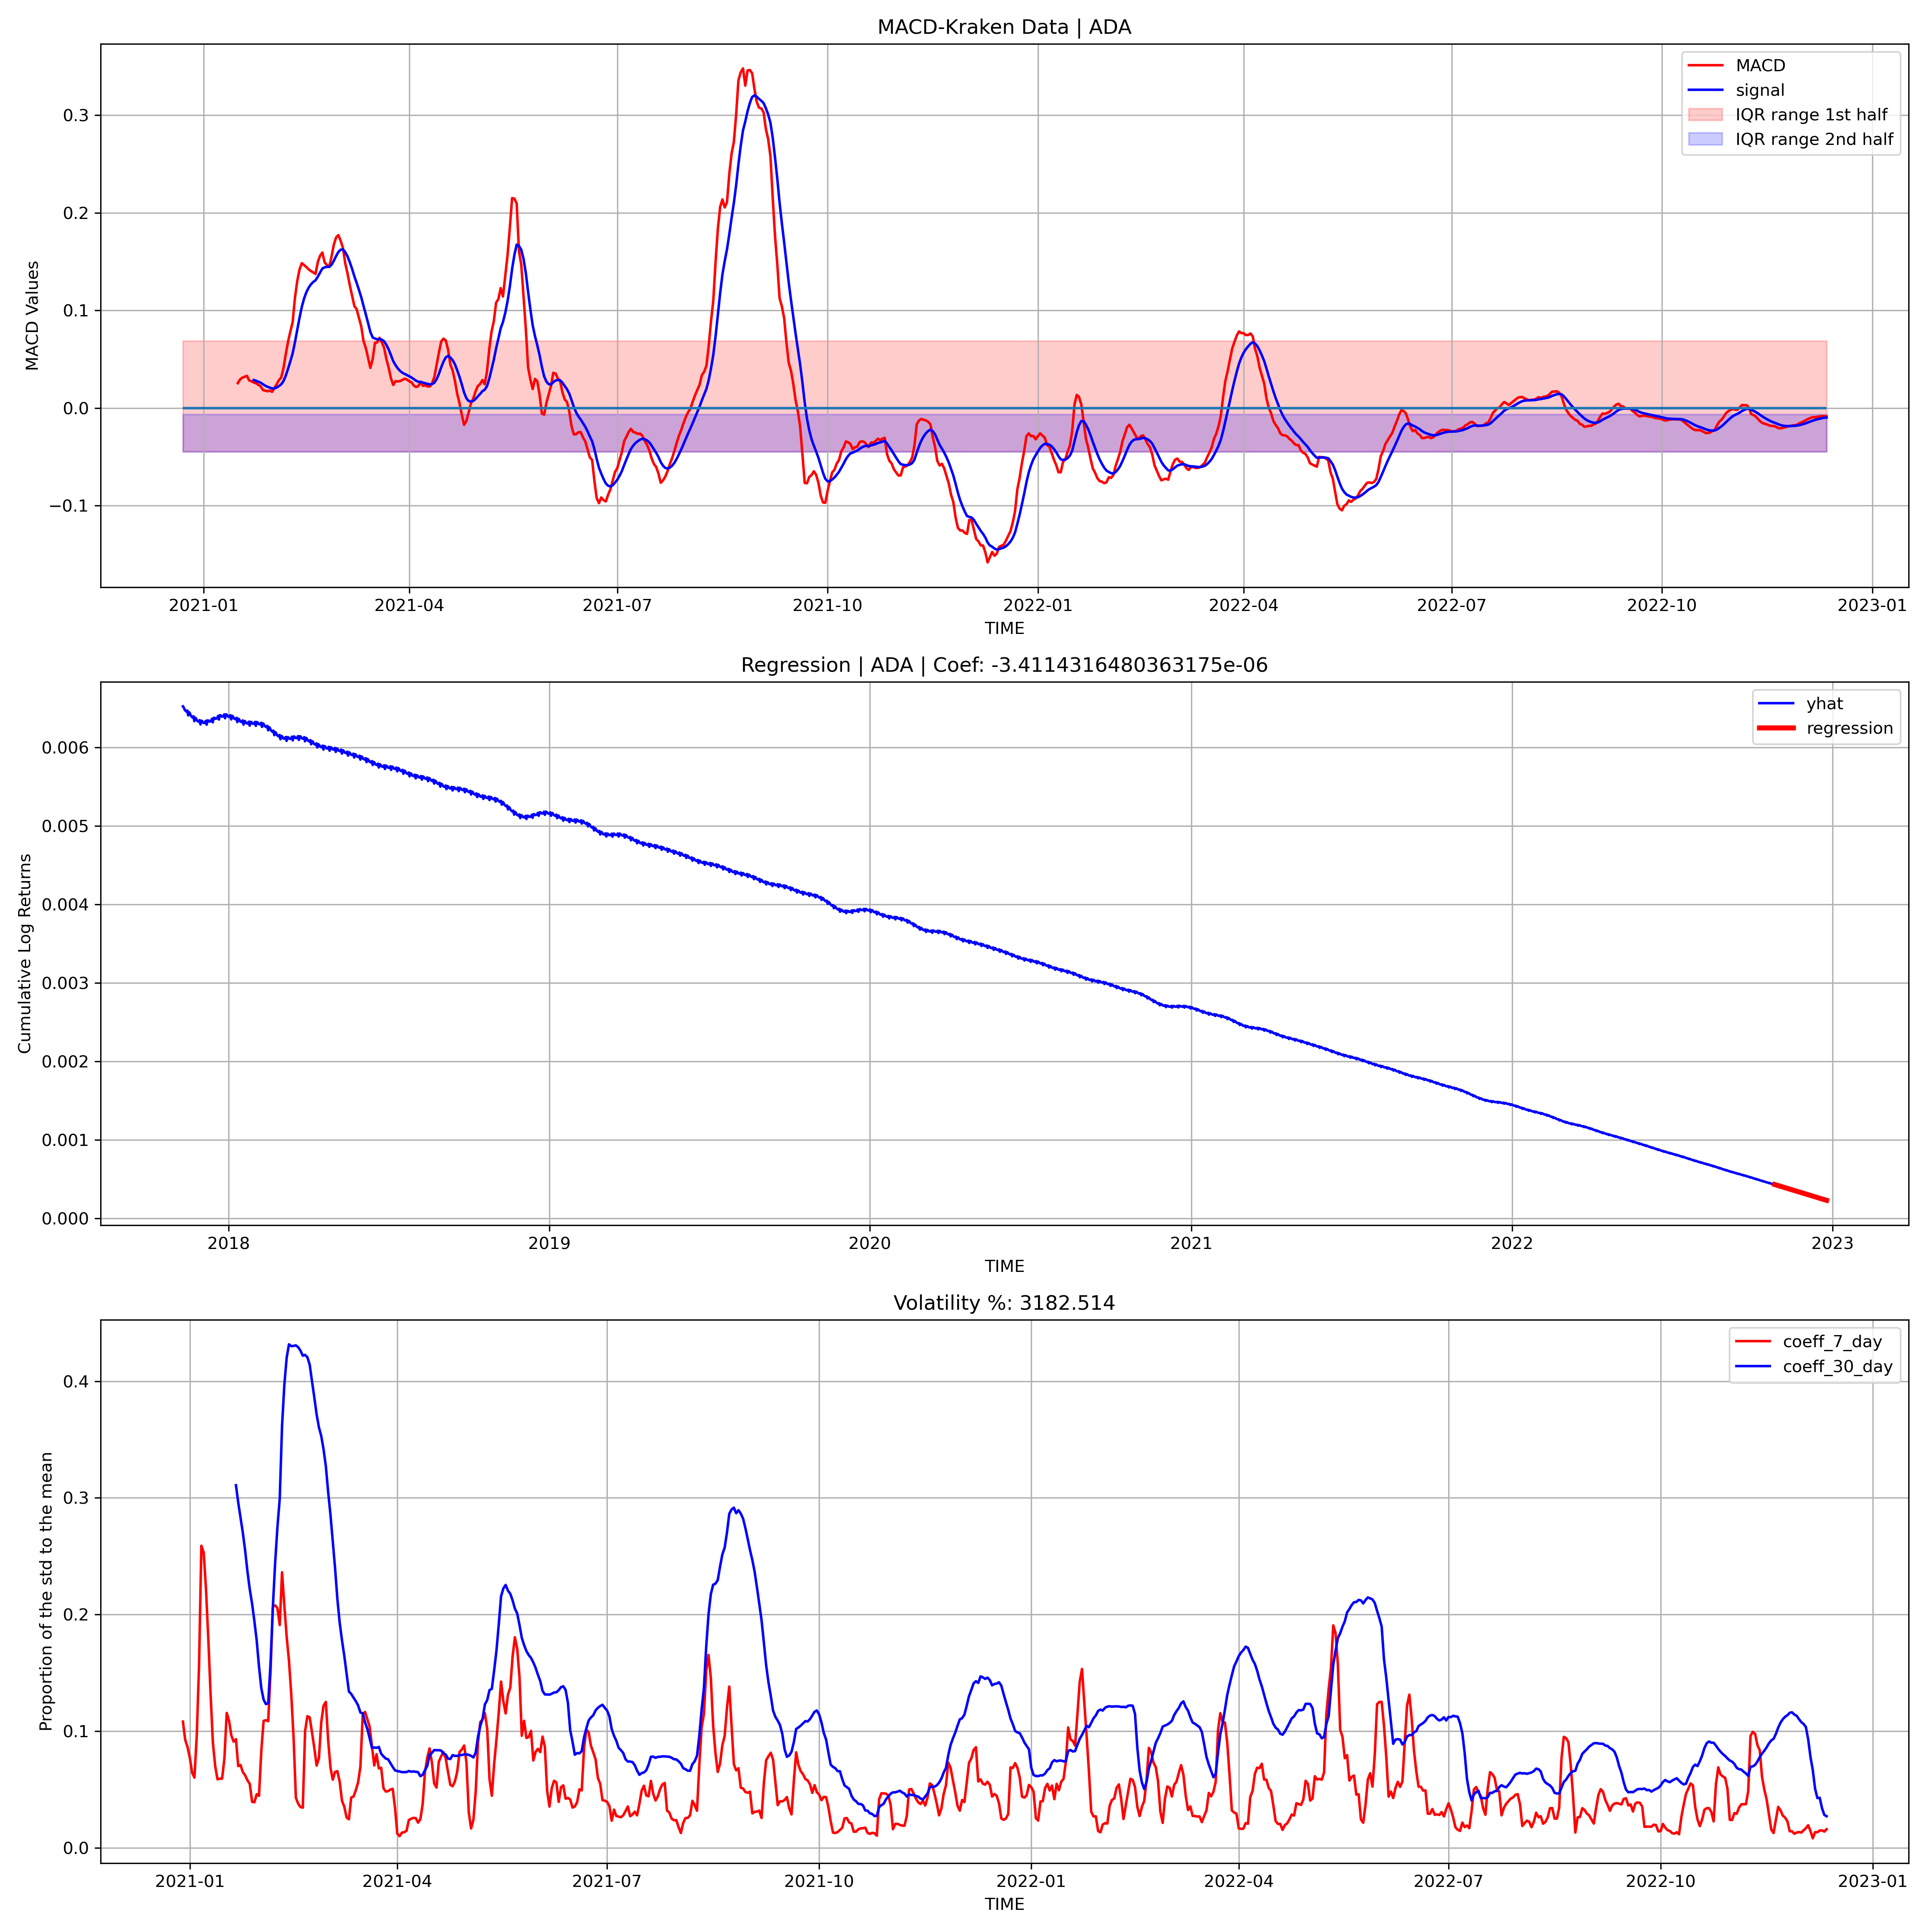 MACD-Kraken Data | ADA
MACD
signal
IQR range 1st half
IQR range 2nd half
MACD Values
0.3
0.2
0.1
0.0
−0.1
2021-01 2021-04 2021-07 2021-10 2022-01 2022-04 2022-07 2022-10 2023-01
TIME
Regression | ADA | Coef: -3.4114316480363175e-06
yhat
regression
Cumulative Log Returns
0.006
0.005
0.004
0.003
0.002
0.001
0.000
2018 2019 2020 2021 2022 2023
TIME
Volatility %: 3182.514
coeff_7_day
coeff_30_day
Proportion of the std to the mean
0.4
0.3
0.2
0.1
0.0
2021-01 2021-04 2021-07 2021-10 2022-01 2022-04 2022-07 2022-10 2023-01
TIME